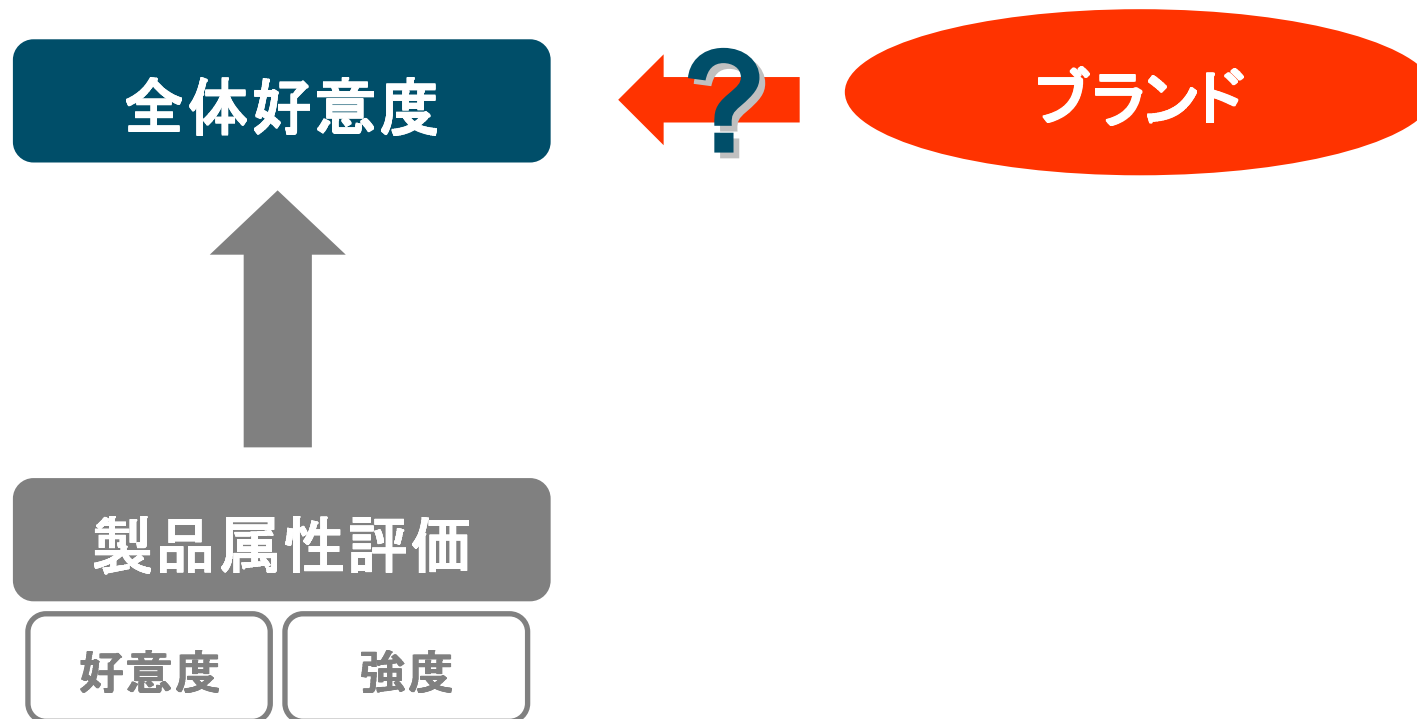 全体好意度
?
ブランド
製品属性評価
好意度
強度